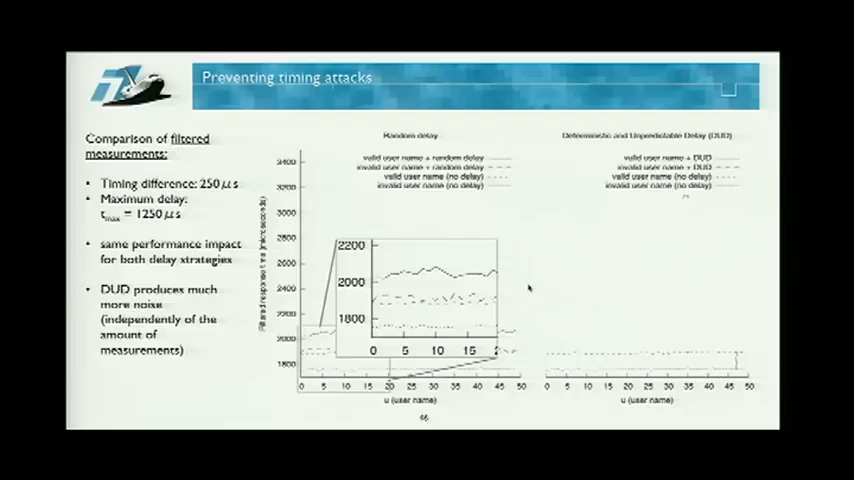 Preventing timing attacks
Comparison of filtered
measurements:
• Timing difference: 250 μs
• Maximum delay:
tmax = 1250 μs
• same performance impact
for both delay strategies
• DUD produces much
more noise
(independently of the
amount of
measurements)
Random delay
valid user name + random delay
invalid user name + random delay
valid user name (no delay)
invalid user name (no delay)
Filtered response time (microseconds)
3400
3200
3000
2800
2600
2400
2200
2000
1800
0 5 10 15 20 25 30 35 40 45 50
u (user name)
2200
2000
1800
0 5 10 15 2
Deterministic and Unpredictable Delay (DUD)
valid user name + DUD
invalid user name + DUD
valid user name (no delay)
invalid user name (no delay)
0 5 10 15 20 25 30 35 40 45 50
u (user name)
46